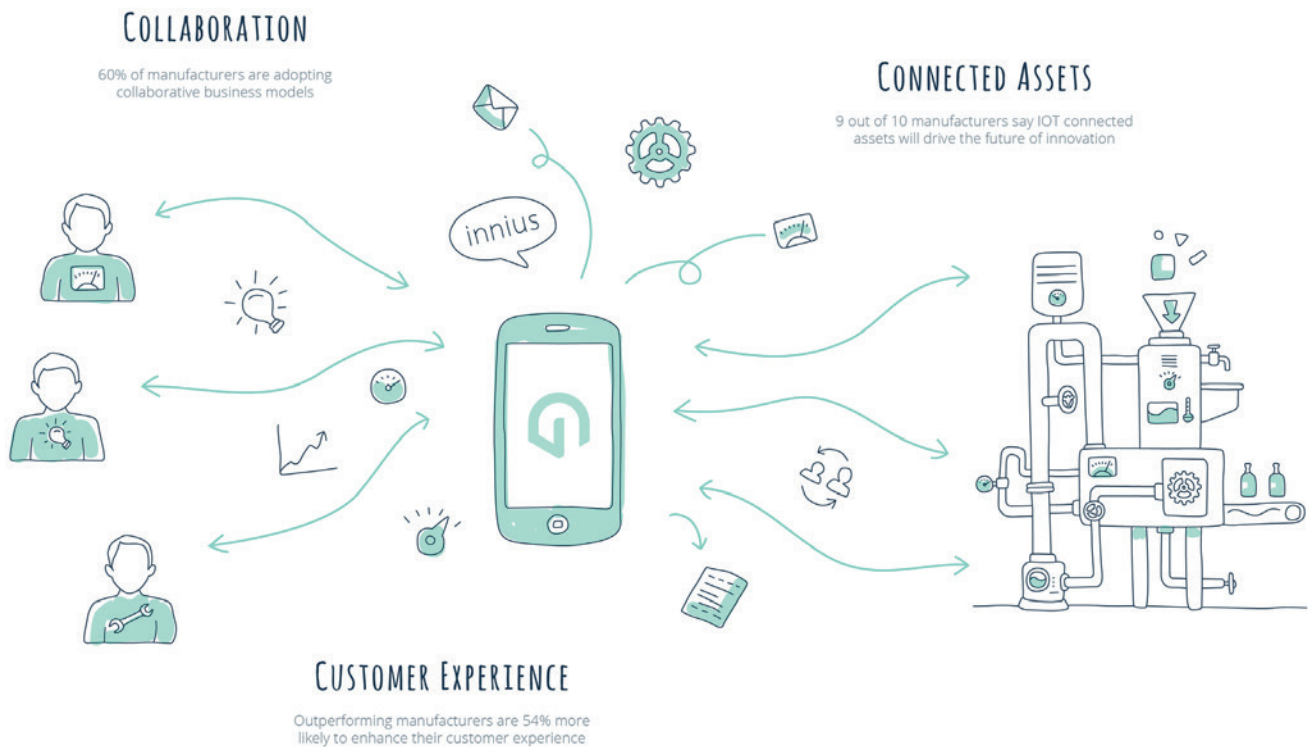 COLLABORATION
60% of manufacturers are adopting
collaborative business models
CONNECTED ASSETS
9 out of 10 manufacturers say IOT connected
assets will drive the future of innovation
innius
CUSTOMER EXPERIENCE
Outperforming manufacturers are 54% more
likely to enhance their customer experience